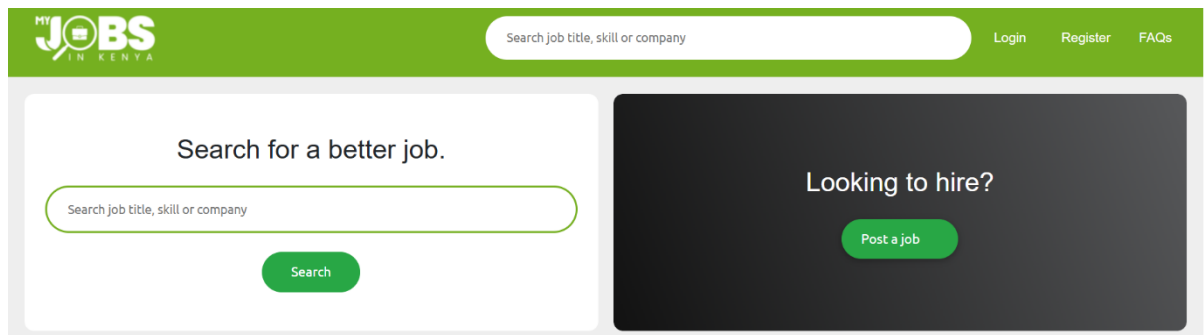 MY
JOBS
IN KENYA
Search job title, skill or company
Login
Register
FAQs
Search for a better job.
Search job title, skill or company
Search
Looking to hire?
Post a job